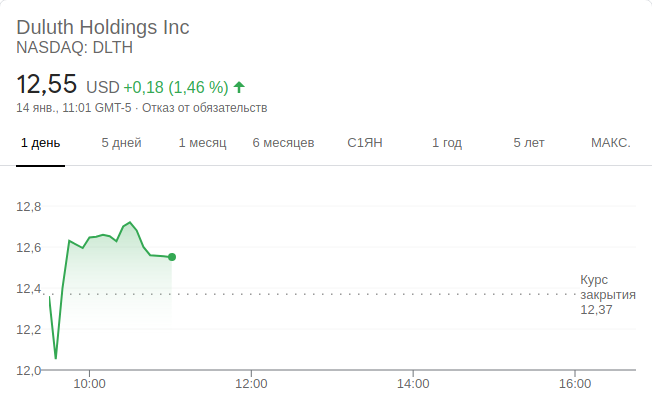 Duluth Holdings Inc
NASDAQ: DLTH
12,55 USD +0,18 (1,46 %)
14 янв., 11:01 GMT-5 · Отказ от обязательств
1 день 5 дней 1 месяц 6 месяцев С1ЯН 1 год 5 лет МАКС.
12,8
12,6
12,4
12,2
12,0
Курс
закрытия
12,37
10:00 12:00 14:00 16:00